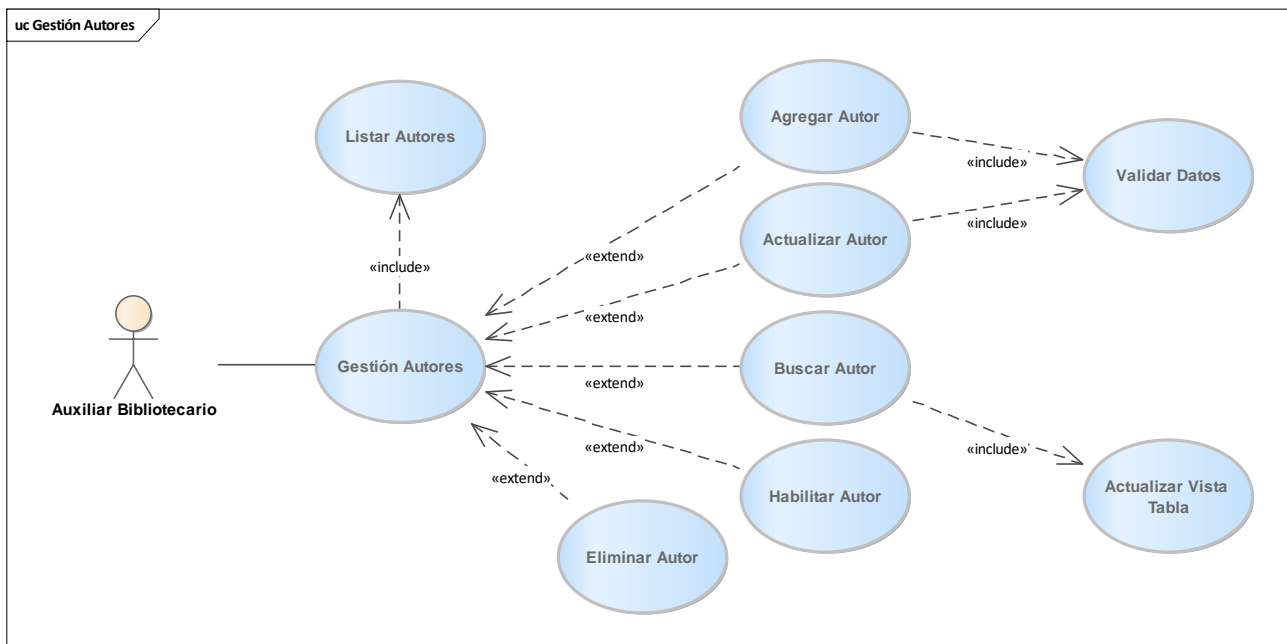 uc Gestión Autores
Listar Autores
Agregar Autor
«include»
Validar Datos
Actualizar Autor
«include»
«extend»
«include»
«extend»
Gestión Autores
Buscar Autor
«extend»
Auxiliar Bibliotecario
«extend»
«include»
«extend»
Habilitar Autor
Actualizar Vista
Tabla
Eliminar Autor